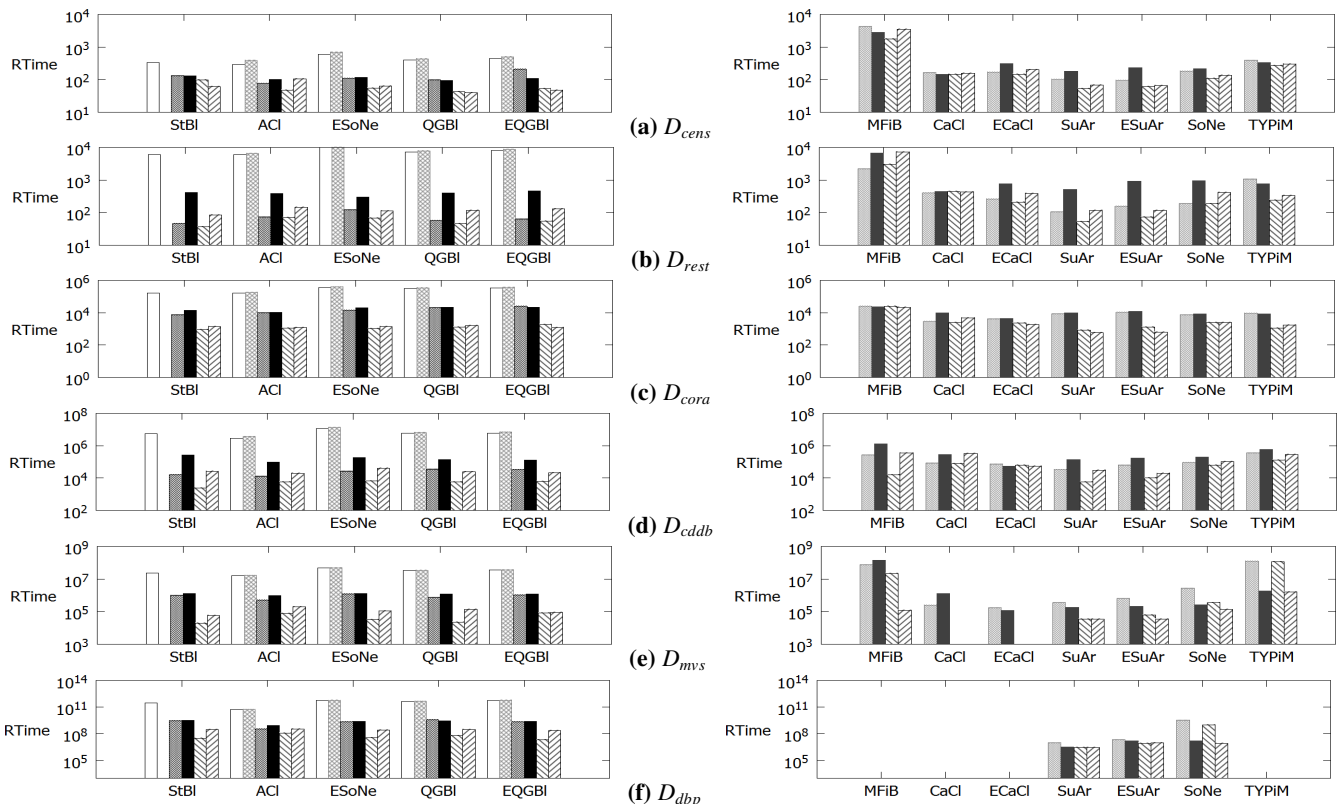 10^4
10^3
10^2
10^1
RTime
StBl ACl ESoNe QGBl EQGBl
10^4
10^3
10^2
10^1
RTime
MFiB CaCl ECaCl SuAr ESuAr SoNe TYPiM
(a) D_cens
10^4
10^3
10^2
10^1
RTime
StBl ACl ESoNe QGBl EQGBl
10^4
10^3
10^2
10^1
RTime
MFiB CaCl ECaCl SuAr ESuAr SoNe TYPiM
(b) D_rest
10^6
10^4
10^2
10^0
RTime
StBl ACl ESoNe QGBl EQGBl
10^6
10^4
10^2
10^0
RTime
MFiB CaCl ECaCl SuAr ESuAr SoNe TYPiM
(c) D_cora
10^8
10^6
10^4
10^2
RTime
StBl ACl ESoNe QGBl EQGBl
10^8
10^6
10^4
10^2
RTime
MFiB CaCl ECaCl SuAr ESuAr SoNe TYPiM
(d) D_cddb
10^9
10^7
10^5
10^3
RTime
StBl ACl ESoNe QGBl EQGBl
10^9
10^7
10^5
10^3
RTime
MFiB CaCl ECaCl SuAr ESuAr SoNe TYPiM
(e) D_mvs
10^14
10^11
10^8
10^5
RTime
StBl ACl ESoNe QGBl EQGBl
10^14
10^11
10^8
10^5
RTime
MFiB CaCl ECaCl SuAr ESuAr SoNe TYPiM
(f) D_dbp